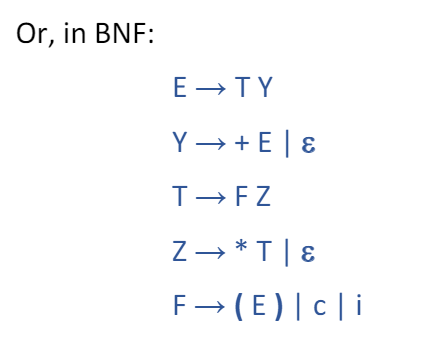 Or, in BNF:
E → T Y
Y → + E | ε
T → F Z
Z → * T | ε
F → ( E ) | c | i